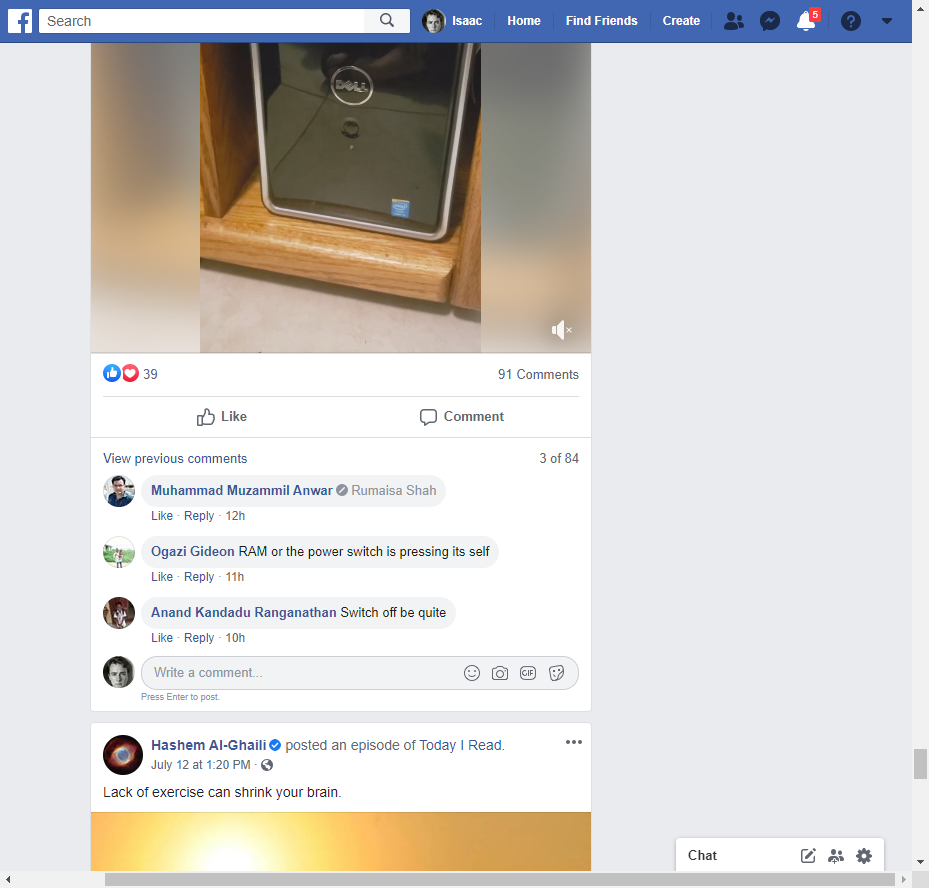 Search
Isaac Home Find Friends Create 5
DELL
39 91 Comments
Like Comment
View previous comments 3 of 84
Muhammad Muzammil Anwar Rumaisa Shah
Like · Reply · 12h
Ogazi Gideon RAM or the power switch is pressing its self
Like · Reply · 11h
Anand Kandadu Ranganathan Switch off be quite
Like · Reply · 10h
Write a comment... GIF
Press Enter to post.
Hashem Al-Ghaili posted an episode of Today I Read.
July 12 at 1:20 PM ·
Lack of exercise can shrink your brain.
Chat